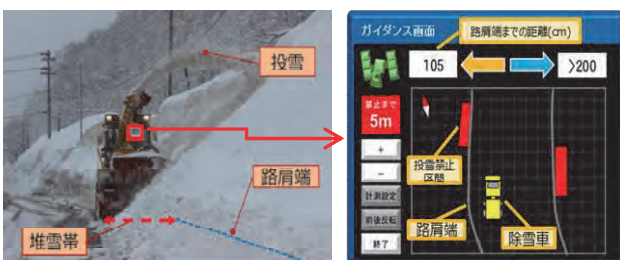 投雪
路肩端
堆雪帯
ガイダンス画面
路肩端までの距離(cm)
105
>200
禁止まで
5m
+
-
投雪禁止
区間
計測設定
前後反転
終了
路肩端
除雪車